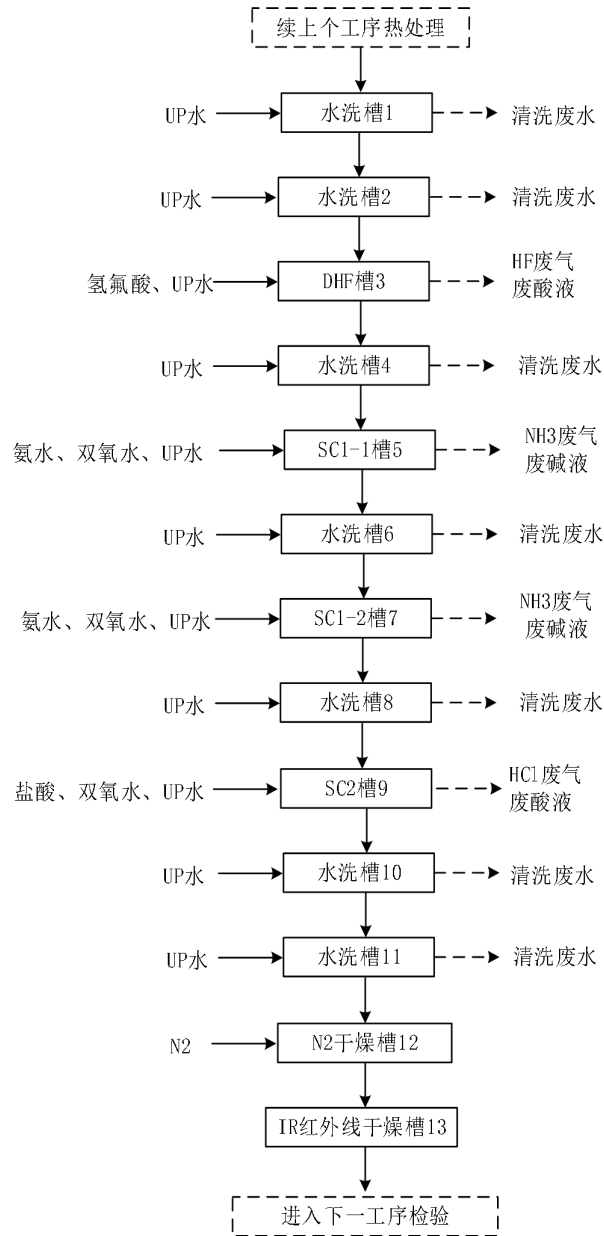 续上个工序热处理
UP水
水洗槽1
清洗废水
UP水
水洗槽2
清洗废水
氢氟酸、UP水
DHF槽3
HF废气
废酸液
UP水
水洗槽4
清洗废水
氨水、双氧水、UP水
SC1-1槽5
NH3废气
废碱液
UP水
水洗槽6
清洗废水
氨水、双氧水、UP水
SC1-2槽7
NH3废气
废碱液
UP水
水洗槽8
清洗废水
盐酸、双氧水、UP水
SC2槽9
HCl废气
废酸液
UP水
水洗槽10
清洗废水
UP水
水洗槽11
清洗废水
N2
N2干燥槽12
IR红外线干燥槽13
进入下一工序检验